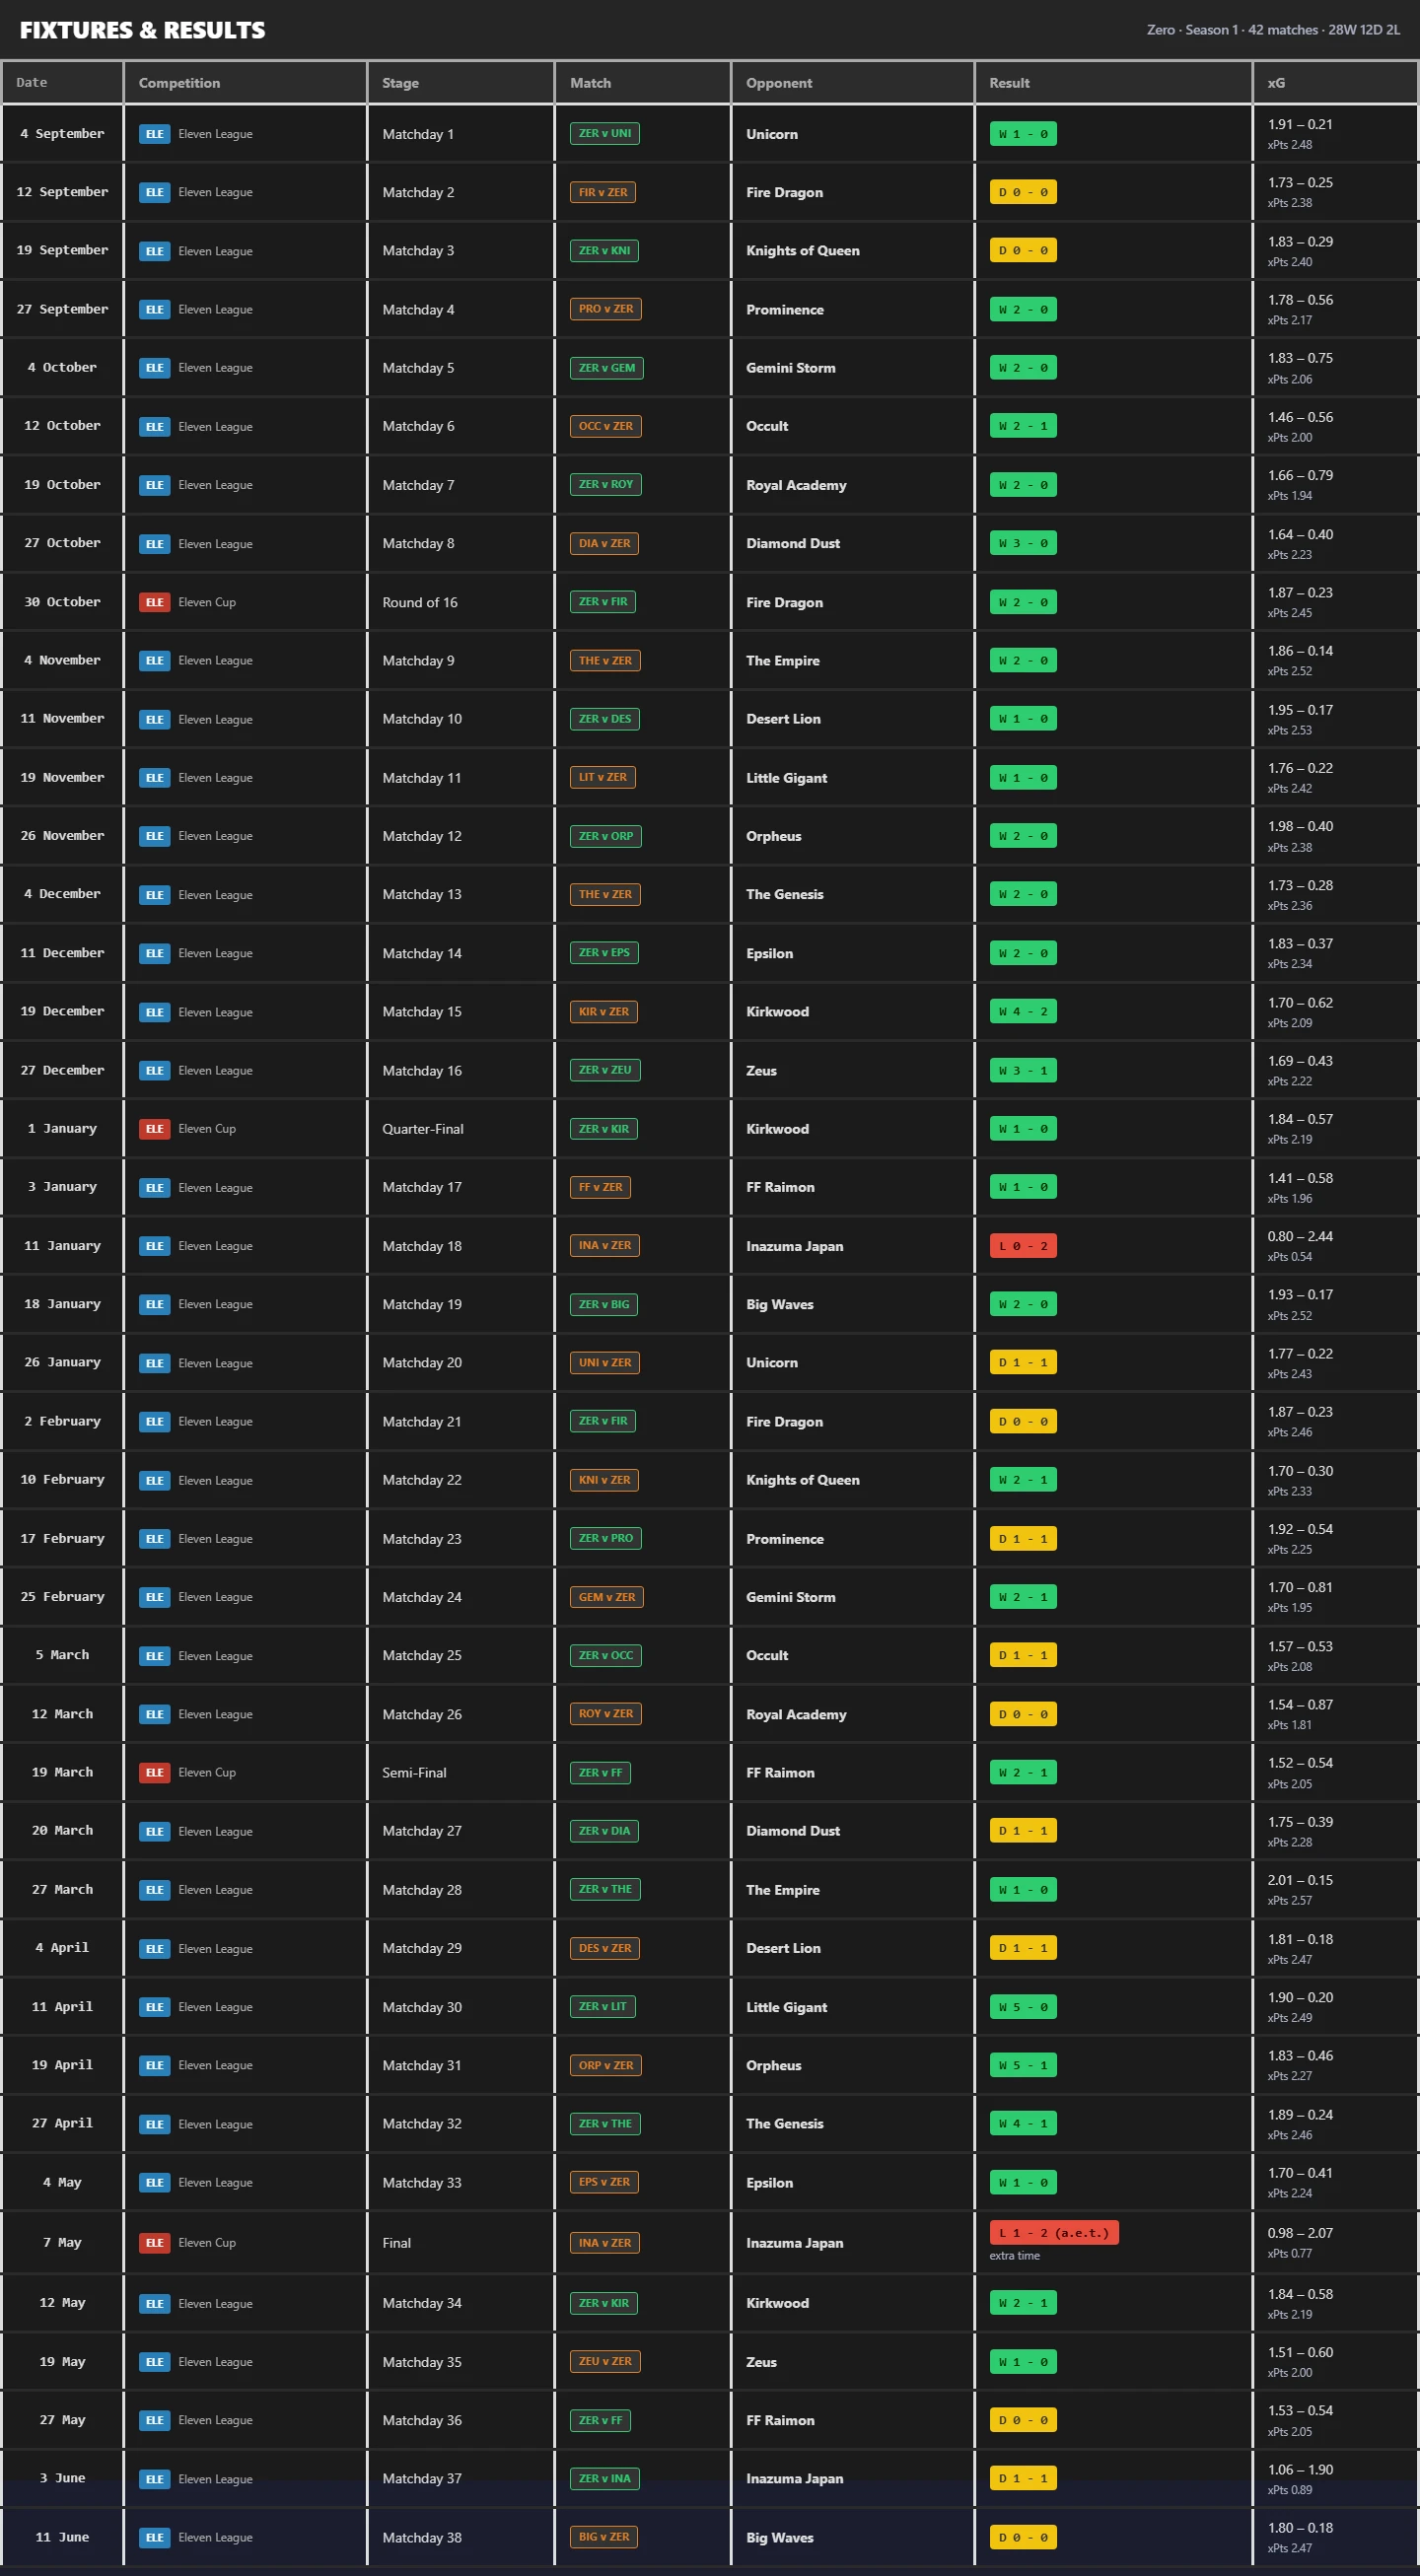 FIXTURES & RESULTS
Zero · Season 1 · 42 matches · 28W 12D 2L
Date Competition Stage Match Opponent Result xG
4 September ELE Eleven League Matchday 1 ZER v UNI Unicorn W 1 - 0 1.91 – 0.21
xPts 2.48
12 September ELE Eleven League Matchday 2 FIR v ZER Fire Dragon D 0 - 0 1.73 – 0.25
xPts 2.38
19 September ELE Eleven League Matchday 3 ZER v KNI Knights of Queen D 0 - 0 1.83 – 0.29
xPts 2.40
27 September ELE Eleven League Matchday 4 PRO v ZER Prominence W 2 - 0 1.78 – 0.56
xPts 2.17
4 October ELE Eleven League Matchday 5 ZER v GEM Gemini Storm W 2 - 0 1.83 – 0.75
xPts 2.06
12 October ELE Eleven League Matchday 6 OCC v ZER Occult W 2 - 1 1.46 – 0.56
xPts 2.00
19 October ELE Eleven League Matchday 7 ZER v ROY Royal Academy W 2 - 0 1.66 – 0.79
xPts 1.94
27 October ELE Eleven League Matchday 8 DIA v ZER Diamond Dust W 3 - 0 1.64 – 0.40
xPts 2.23
30 October ELE Eleven Cup Round of 16 ZER v FIR Fire Dragon W 2 - 0 1.87 – 0.23
xPts 2.45
4 November ELE Eleven League Matchday 9 THE v ZER The Empire W 2 - 0 1.86 – 0.14
xPts 2.52
11 November ELE Eleven League Matchday 10 ZER v DES Desert Lion W 1 - 0 1.95 – 0.17
xPts 2.53
19 November ELE Eleven League Matchday 11 LIT v ZER Little Gigant W 1 - 0 1.76 – 0.22
xPts 2.42
26 November ELE Eleven League Matchday 12 ZER v ORP Orpheus W 2 - 0 1.98 – 0.40
xPts 2.38
4 December ELE Eleven League Matchday 13 THE v ZER The Genesis W 2 - 0 1.73 – 0.28
xPts 2.36
11 December ELE Eleven League Matchday 14 ZER v EPS Epsilon W 2 - 0 1.83 – 0.37
xPts 2.34
19 December ELE Eleven League Matchday 15 KIR v ZER Kirkwood W 4 - 2 1.70 – 0.62
xPts 2.09
27 December ELE Eleven League Matchday 16 ZER v ZEU Zeus W 3 - 1 1.69 – 0.43
xPts 2.22
1 January ELE Eleven Cup Quarter-Final ZER v KIR Kirkwood W 1 - 0 1.84 – 0.57
xPts 2.19
3 January ELE Eleven League Matchday 17 FF v ZER FF Raimon W 1 - 0 1.41 – 0.58
xPts 1.96
11 January ELE Eleven League Matchday 18 INA v ZER Inazuma Japan L 0 - 2 0.80 – 2.44
xPts 0.54
18 January ELE Eleven League Matchday 19 ZER v BIG Big Waves W 2 - 0 1.93 – 0.17
xPts 2.52
26 January ELE Eleven League Matchday 20 UNI v ZER Unicorn D 1 - 1 1.77 – 0.22
xPts 2.43
2 February ELE Eleven League Matchday 21 ZER v FIR Fire Dragon D 0 - 0 1.87 – 0.23
xPts 2.46
10 February ELE Eleven League Matchday 22 KNI v ZER Knights of Queen W 2 - 1 1.70 – 0.30
xPts 2.33
17 February ELE Eleven League Matchday 23 ZER v PRO Prominence D 1 - 1 1.92 – 0.54
xPts 2.25
25 February ELE Eleven League Matchday 24 GEM v ZER Gemini Storm W 2 - 1 1.70 – 0.81
xPts 1.95
5 March ELE Eleven League Matchday 25 ZER v OCC Occult D 1 - 1 1.57 – 0.53
xPts 2.08
12 March ELE Eleven League Matchday 26 ROY v ZER Royal Academy D 0 - 0 1.54 – 0.87
xPts 1.81
19 March ELE Eleven Cup Semi-Final ZER v FF FF Raimon W 2 - 1 1.52 – 0.54
xPts 2.05
20 March ELE Eleven League Matchday 27 ZER v DIA Diamond Dust D 1 - 1 1.75 – 0.39
xPts 2.28
27 March ELE Eleven League Matchday 28 ZER v THE The Empire W 1 - 0 2.01 – 0.15
xPts 2.57
4 April ELE Eleven League Matchday 29 DES v ZER Desert Lion D 1 - 1 1.81 – 0.18
xPts 2.47
11 April ELE Eleven League Matchday 30 ZER v LIT Little Gigant W 5 - 0 1.90 – 0.20
xPts 2.49
19 April ELE Eleven League Matchday 31 ORP v ZER Orpheus W 5 - 1 1.83 – 0.46
xPts 2.27
27 April ELE Eleven League Matchday 32 ZER v THE The Genesis W 4 - 1 1.89 – 0.24
xPts 2.46
4 May ELE Eleven League Matchday 33 EPS v ZER Epsilon W 1 - 0 1.70 – 0.41
xPts 2.24
7 May ELE Eleven Cup Final INA v ZER Inazuma Japan L 1 - 2 (a.e.t.) 0.98 – 2.07
extra time xPts 0.77
12 May ELE Eleven League Matchday 34 ZER v KIR Kirkwood W 2 - 1 1.84 – 0.58
xPts 2.19
19 May ELE Eleven League Matchday 35 ZEU v ZER Zeus W 1 - 0 1.51 – 0.60
xPts 2.00
27 May ELE Eleven League Matchday 36 ZER v FF FF Raimon D 0 - 0 1.53 – 0.54
xPts 2.05
3 June ELE Eleven League Matchday 37 ZER v INA Inazuma Japan D 1 - 1 1.06 – 1.90
xPts 0.89
11 June ELE Eleven League Matchday 38 BIG v ZER Big Waves D 0 - 0 1.80 – 0.18
xPts 2.47